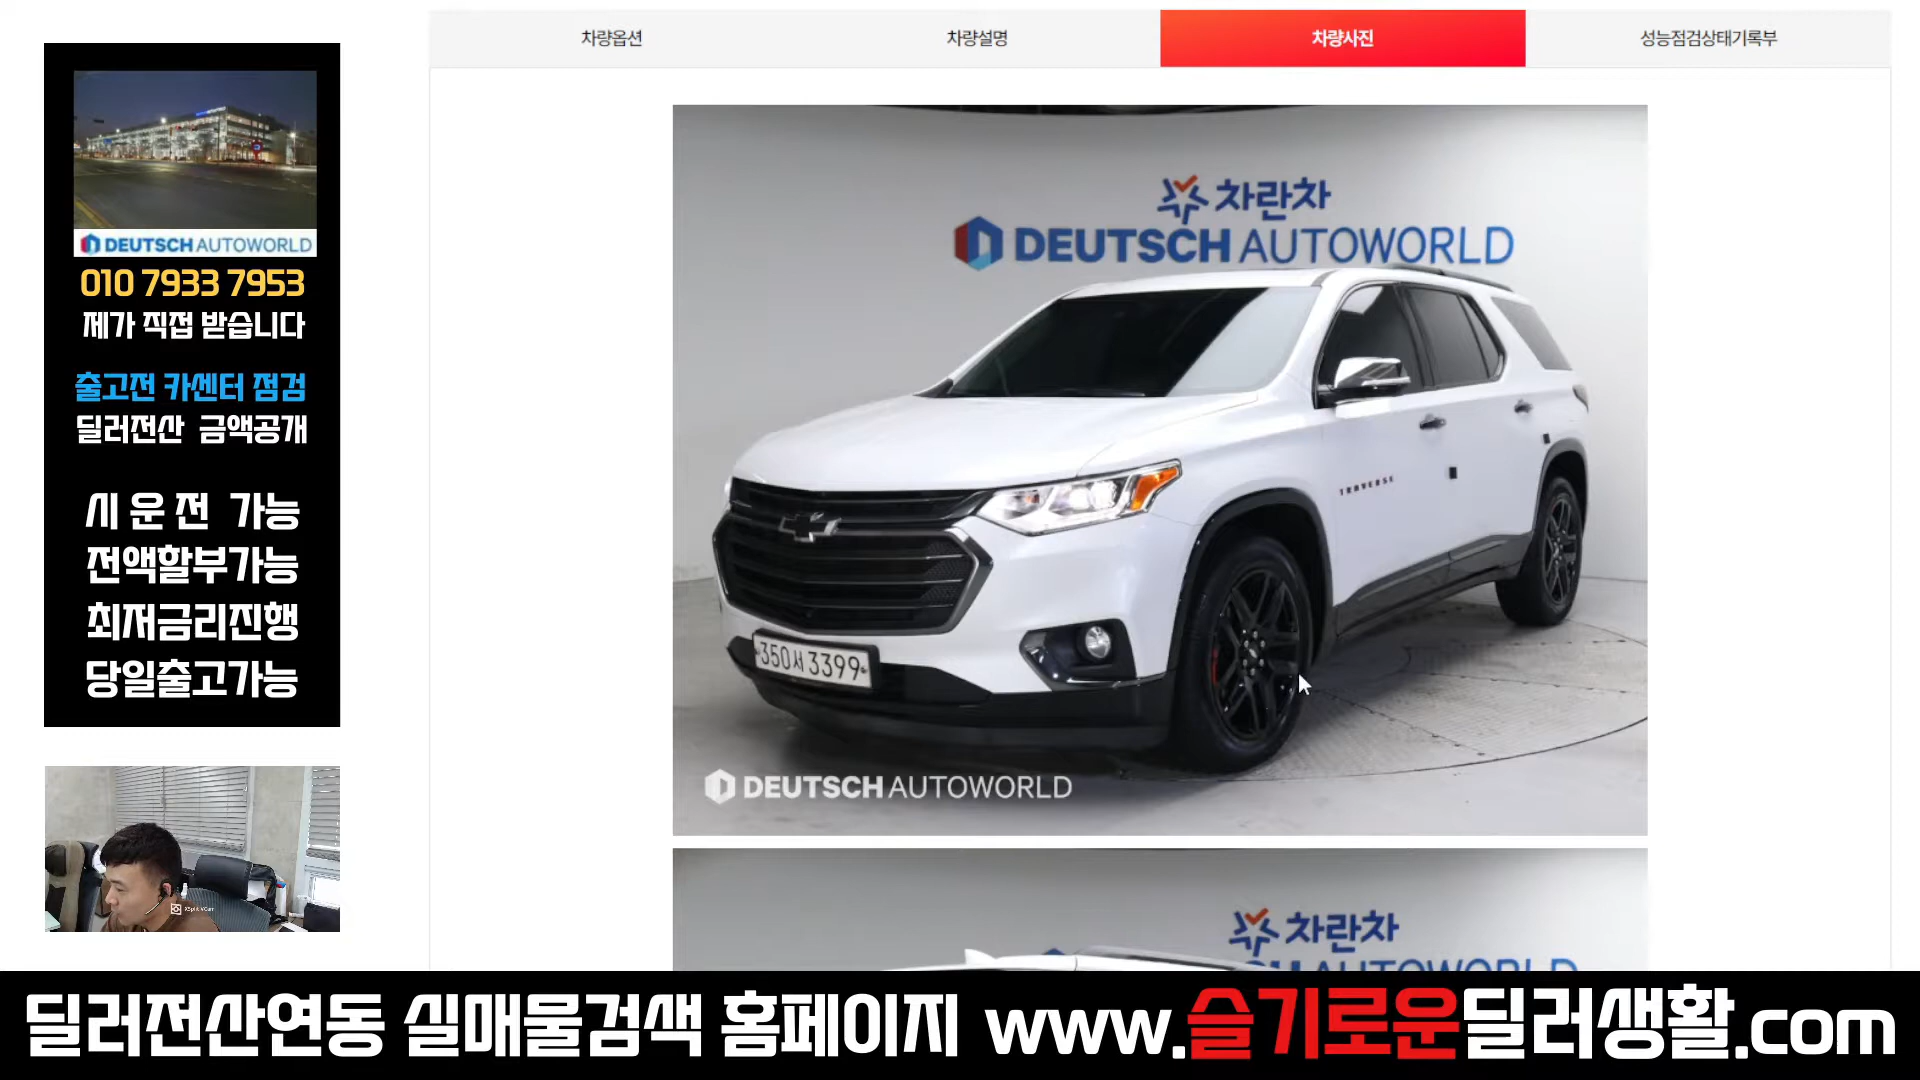 차량옵션
차량설명
차량사진
성능점검상태기록부
DEUTSCH AUTOWORLD
010 7933 7953
제가 직접 받습니다
출고전 카센터 점검
딜러전산 금액공개
시 운 전 가능
전액할부가능
최저금리진행
당일출고가능
XSplit VCam
차란차
DEUTSCH AUTOWORLD
TRAVERSE
350서 3399
DEUTSCH AUTOWORLD
차란차
딜러전산연동 실매물검색 홈페이지 www.슬기로운딜러생활.com